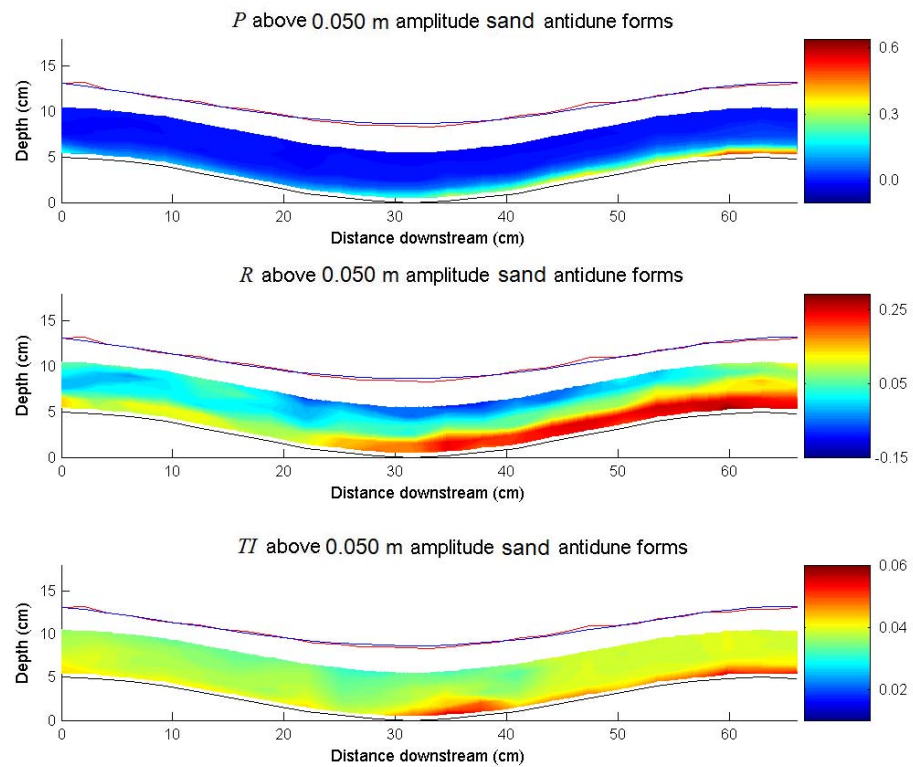 P above 0.050 m amplitude sand antidune forms
0.6
0.3
0.0
Depth (cm)
15
10
5
0
0 10 20 30 40 50 60
Distance downstream (cm)
R above 0.050 m amplitude sand antidune forms
0.25
0.05
-0.15
Depth (cm)
15
10
5
0
0 10 20 30 40 50 60
Distance downstream (cm)
TI above 0.050 m amplitude sand antidune forms
0.06
0.04
0.02
Depth (cm)
15
10
5
0
0 10 20 30 40 50 60
Distance downstream (cm)